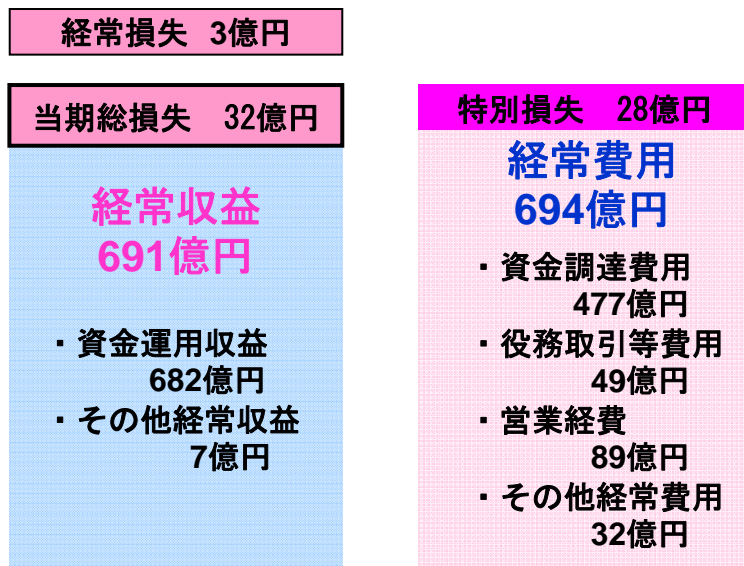 経常損失 3億円
当期総損失 32億円
経常収益
691億円
・資金運用収益
682億円
・その他経常収益
7億円
特別損失 28億円
経常費用
694億円
・資金調達費用
477億円
・役務取引等費用
49億円
・営業経費
89億円
・その他経常費用
32億円